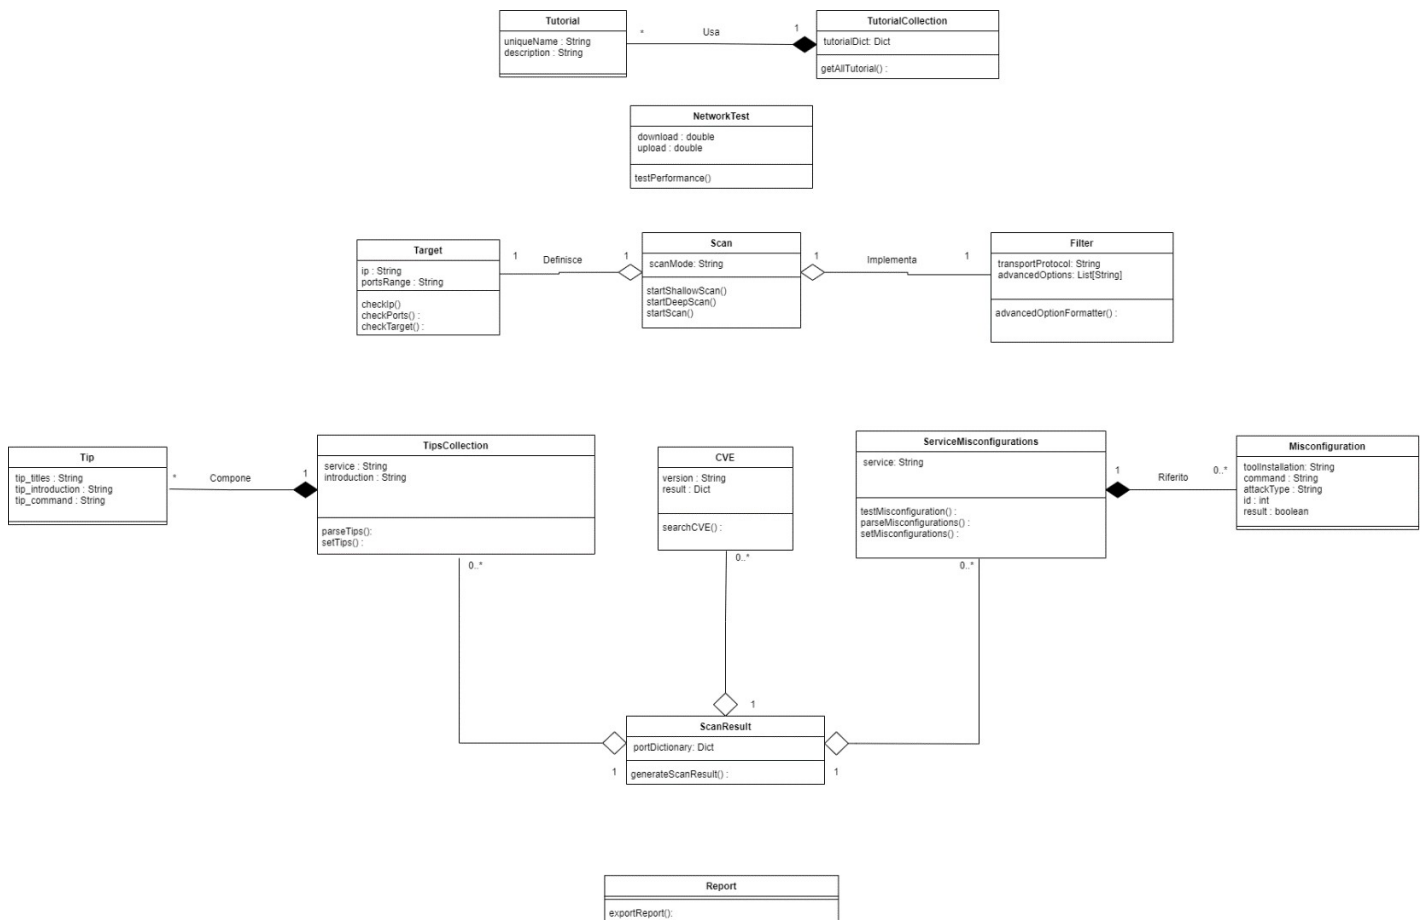 Tutorial
uniqueName : String
description : String
*
Usa
1
TutorialCollection
tutorialDict: Dict
getAllTutorial() :
NetworkTest
download : double
upload : double
testPerformance()
Target
ip : String
portsRange : String
checkIp()
checkPorts() :
checkTarget() :
1
Definisce
1
Scan
scanMode: String
startShallowScan()
startDeepScan()
startScan()
1
Implementa
1
Filter
transportProtocol: String
advancedOptions: List[String]
advancedOptionFormatter() :
Tip
tip_titles : String
tip_introduction : String
tip_command : String
*
Compone
1
TipsCollection
service : String
introduction : String
parseTips():
setTips() :
0..*
CVE
version : String
result : Dict
searchCVE() :
0..*
ServiceMisconfigurations
service: String
testMisconfiguration() :
parseMisconfigurations() :
setMisconfigurations() :
0..*
1
Riferito
0..*
Misconfiguration
toolInstallation: String
command : String
attackType : String
id : int
result : boolean
1
ScanResult
portDictionary: Dict
generateScanResult() :
1
1
Report
exportReport():